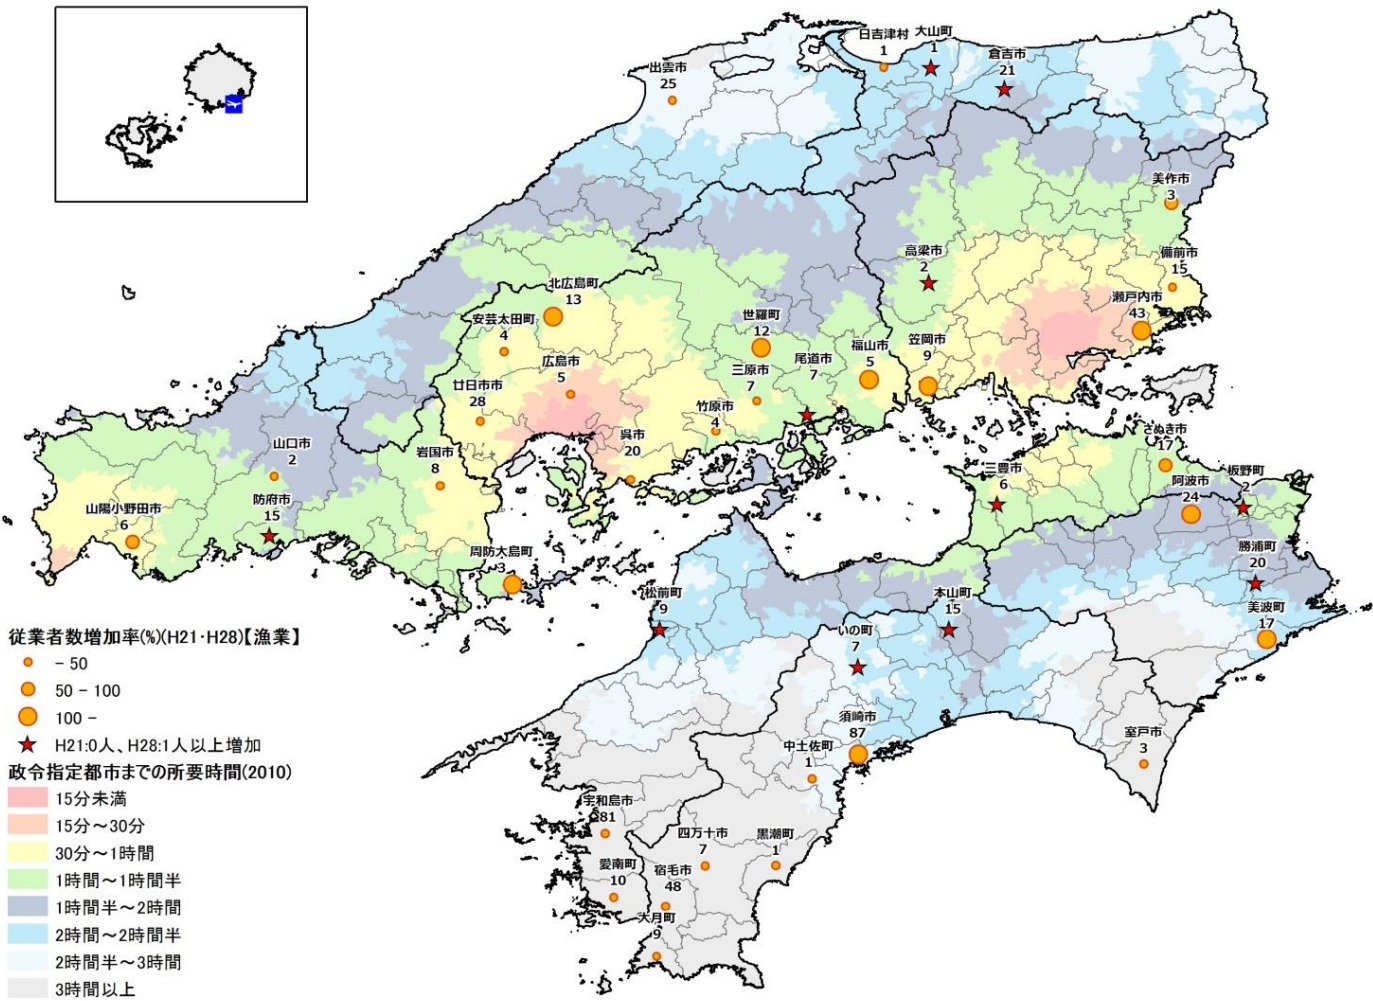 日吉津村
1
大山町
1
倉吉市
21
出雲市
25
美作市
3
備前市
15
高梁市
2
瀬戸内市
43
北広島町
13
安芸太田町
4
世羅町
12
福山市
5
笠岡市
9
尾道市
7
三原市
7
広島市
5
廿日市市
28
竹原市
4
呉市
20
山口市
2
岩国市
8
防府市
15
山陽小野田市
6
周防大島町
3
さぬき市
17
三豊市
6
板野町
2
阿波市
24
勝浦町
20
美波町
17
松前町
9
本山町
15
いの町
7
須崎市
87
中土佐町
1
室戸市
3
宇和島市
81
四万十市
7
黒潮町
1
愛南町
10
宿毛市
48
大月町
9
従業者数増加率(%)(H21・H28)【漁業】
- 50
50 - 100
100 -
H21:0人、H28:1人以上増加
政令指定都市までの所要時間(2010)
15分未満
15分～30分
30分～1時間
1時間～1時間半
1時間半～2時間
2時間～2時間半
2時間半～3時間
3時間以上